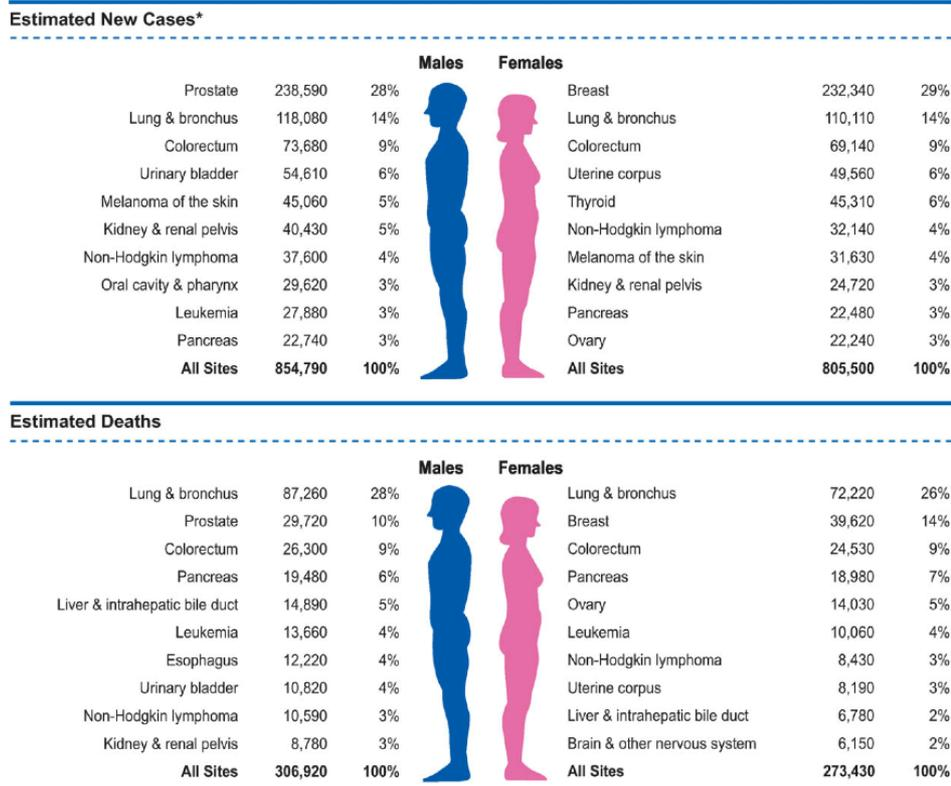 Estimated New Cases*
Males Females
Prostate 238,590 28% Breast 232,340 29%
Lung & bronchus 118,080 14% Lung & bronchus 110,110 14%
Colorectum 73,680 9% Colorectum 69,140 9%
Urinary bladder 54,610 6% Uterine corpus 49,560 6%
Melanoma of the skin 45,060 5% Thyroid 45,310 6%
Kidney & renal pelvis 40,430 5% Non-Hodgkin lymphoma 32,140 4%
Non-Hodgkin lymphoma 37,600 4% Melanoma of the skin 31,630 4%
Oral cavity & pharynx 29,620 3% Kidney & renal pelvis 24,720 3%
Leukemia 27,880 3% Pancreas 22,480 3%
Pancreas 22,740 3% Ovary 22,240 3%
All Sites 854,790 100% All Sites 805,500 100%
Estimated Deaths
Males Females
Lung & bronchus 87,260 28% Lung & bronchus 72,220 26%
Prostate 29,720 10% Breast 39,620 14%
Colorectum 26,300 9% Colorectum 24,530 9%
Pancreas 19,480 6% Pancreas 18,980 7%
Liver & intrahepatic bile duct 14,890 5% Ovary 14,030 5%
Leukemia 13,660 4% Leukemia 10,060 4%
Esophagus 12,220 4% Non-Hodgkin lymphoma 8,430 3%
Urinary bladder 10,820 4% Uterine corpus 8,190 3%
Non-Hodgkin lymphoma 10,590 3% Liver & intrahepatic bile duct 6,780 2%
Kidney & renal pelvis 8,780 3% Brain & other nervous system 6,150 2%
All Sites 306,920 100% All Sites 273,430 100%